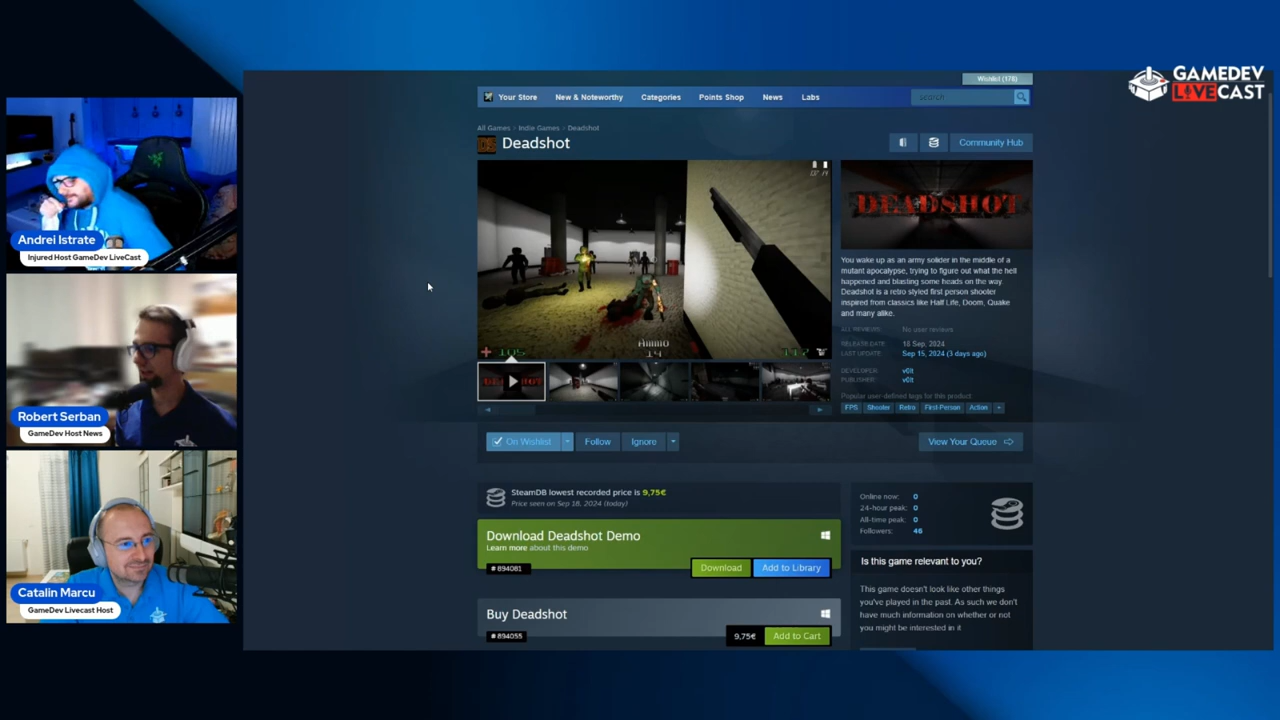 GAMEDEV
LIVECAST
Wishlist (178)
Your Store
New & Noteworthy
Categories
Points Shop
News
Labs
search
All Games > Indie Games > Deadshot
Deadshot
Community Hub
DEADSHOT
You wake up as an army solider in the middle of a
mutant apocalypse, trying to figure out what the hell
happened and blasting some heads on the way.
Deadshot is a retro styled first person shooter
inspired from classics like Half Life, Doom, Quake
and many alike.
ALL REVIEWS: No user reviews
RELEASE DATE: 16 Sep, 2024
LAST UPDATE: Sep 15, 2024 (3 days ago)
DEVELOPER: v0lt
PUBLISHER: v0lt
Popular user-defined tags for this product:
FPS Shooter Retro First-Person Action +
Ammo
14
105
On Wishlist
Follow
Ignore
View Your Queue
SteamDB lowest recorded price is 9,75€
Price seen on Sep 18, 2024 (today)
Download Deadshot Demo
Learn more about this demo
# 894081
Download
Add to Library
Buy Deadshot
# 894055
9,75€
Add to Cart
Online now: 0
24-hour peak: 0
All-time peak: 0
Followers: 46
Is this game relevant to you?
This game doesn't look like other things
you've played in the past. As such we don't
have much information on whether or not
you might be interested in it
Andrei Istrate
Injured Host GameDev LiveCast
Robert Serban
GameDev Host News
Catalin Marcu
GameDev Livecast Host